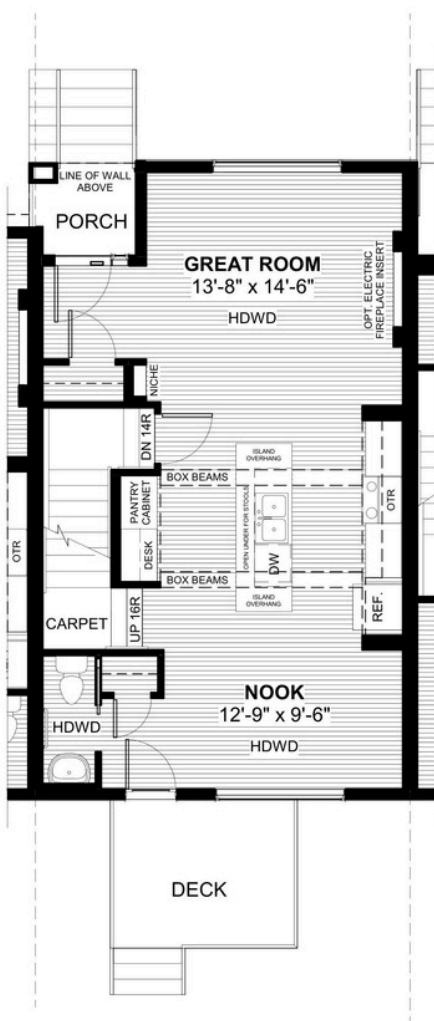 LINE OF WALL
ABOVE
PORCH
GREAT ROOM
13'-8" x 14'-6"
HDWD
OPT. ELECTRIC
FIREPLACE INSERT
NICHE
DN 14R
ISLAND
OVERHANG
BOX BEAMS
PANTRY
CABINET
DESK
OPEN UNDER FOR STOOLS
DW
OTR
OTR
BOX BEAMS
ISLAND
OVERHANG
REF.
CARPET
UP 16R
NOOK
12'-9" x 9'-6"
HDWD
HDWD
DECK